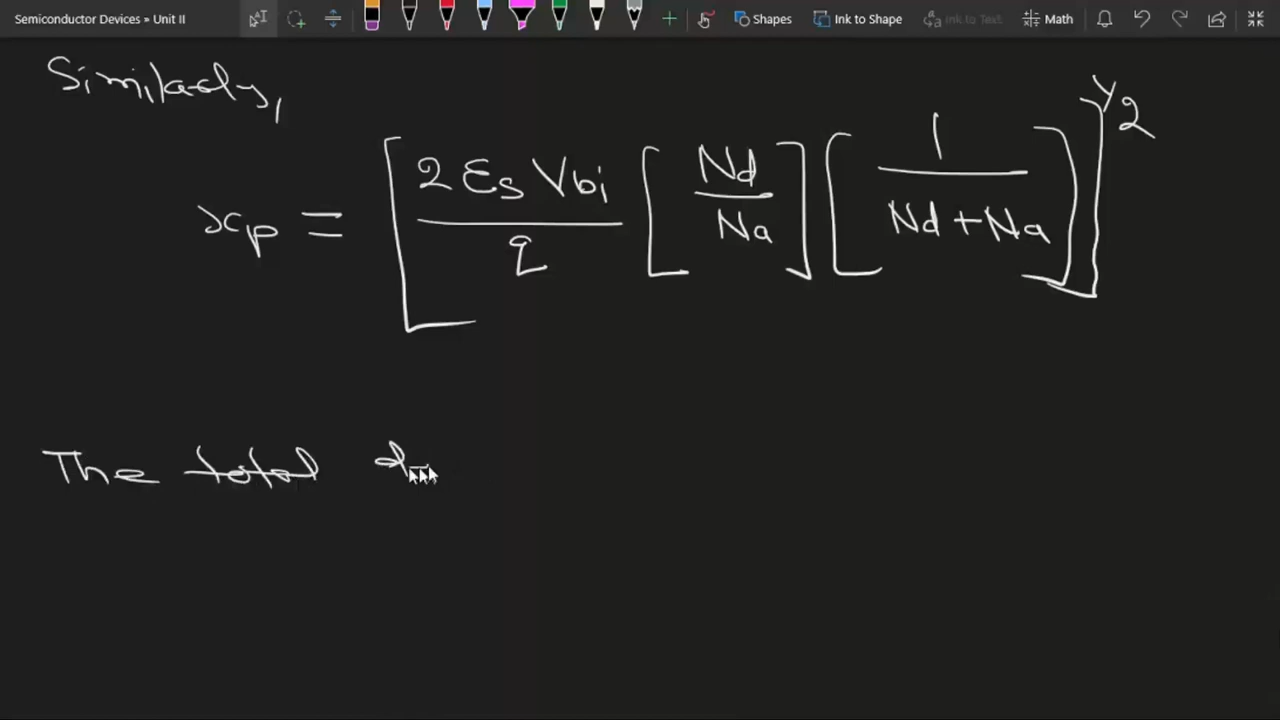 Semiconductor Devices » Unit II
Shapes
Ink to Shape
Ink to Text
Math
Similarly,
xp = [ 2 Es Vbi / q [ Nd / Na ] [ 1 / Nd + Na ] ]^1/2
The total d